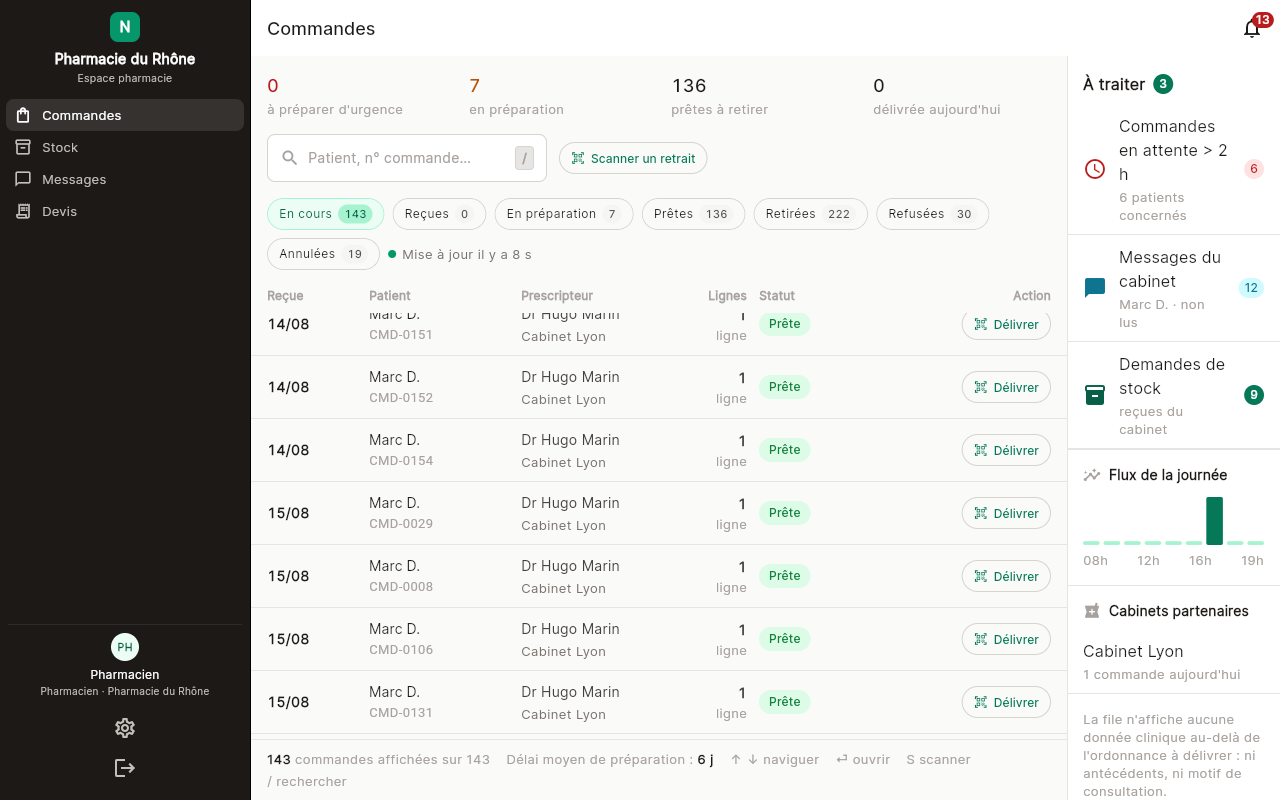 N
Pharmacie du Rhône
Espace pharmacie
Commandes
Stock
Messages
Devis
PH
Pharmacien
Pharmacien · Pharmacie du Rhône
Commandes
13
0
à préparer d'urgence
7
en préparation
136
prêtes à retirer
0
délivrée aujourd'hui
Patient, n° commande... /
Scanner un retrait
En cours 143
Reçues 0
En préparation 7
Prêtes 136
Retirées 222
Refusées 30
Annulées 19
Mise à jour il y a 8 s
Reçue Patient Prescripteur Lignes Statut Action
14/08 Marc D. Dr Hugo Marin 1 Prête Délivrer
CMD-0151 Cabinet Lyon ligne
14/08 Marc D. Dr Hugo Marin 1 Prête Délivrer
CMD-0152 Cabinet Lyon ligne
14/08 Marc D. Dr Hugo Marin 1 Prête Délivrer
CMD-0154 Cabinet Lyon ligne
15/08 Marc D. Dr Hugo Marin 1 Prête Délivrer
CMD-0029 Cabinet Lyon ligne
15/08 Marc D. Dr Hugo Marin 1 Prête Délivrer
CMD-0008 Cabinet Lyon ligne
15/08 Marc D. Dr Hugo Marin 1 Prête Délivrer
CMD-0106 Cabinet Lyon ligne
15/08 Marc D. Dr Hugo Marin 1 Prête Délivrer
CMD-0131 Cabinet Lyon ligne
143 commandes affichées sur 143 Délai moyen de préparation : 6 j ↑ ↓ naviguer ↵ ouvrir S scanner
/ rechercher
À traiter 3
Commandes
en attente > 2
h
6
6 patients
concernés
Messages du
cabinet
12
Marc D. · non
lus
Demandes de
stock
9
reçues du
cabinet
Flux de la journée
08h 12h 16h 19h
Cabinets partenaires
Cabinet Lyon
1 commande aujourd'hui
La file n'affiche aucune
donnée clinique au-delà de
l'ordonnance à délivrer : ni
antécédents, ni motif de
consultation.